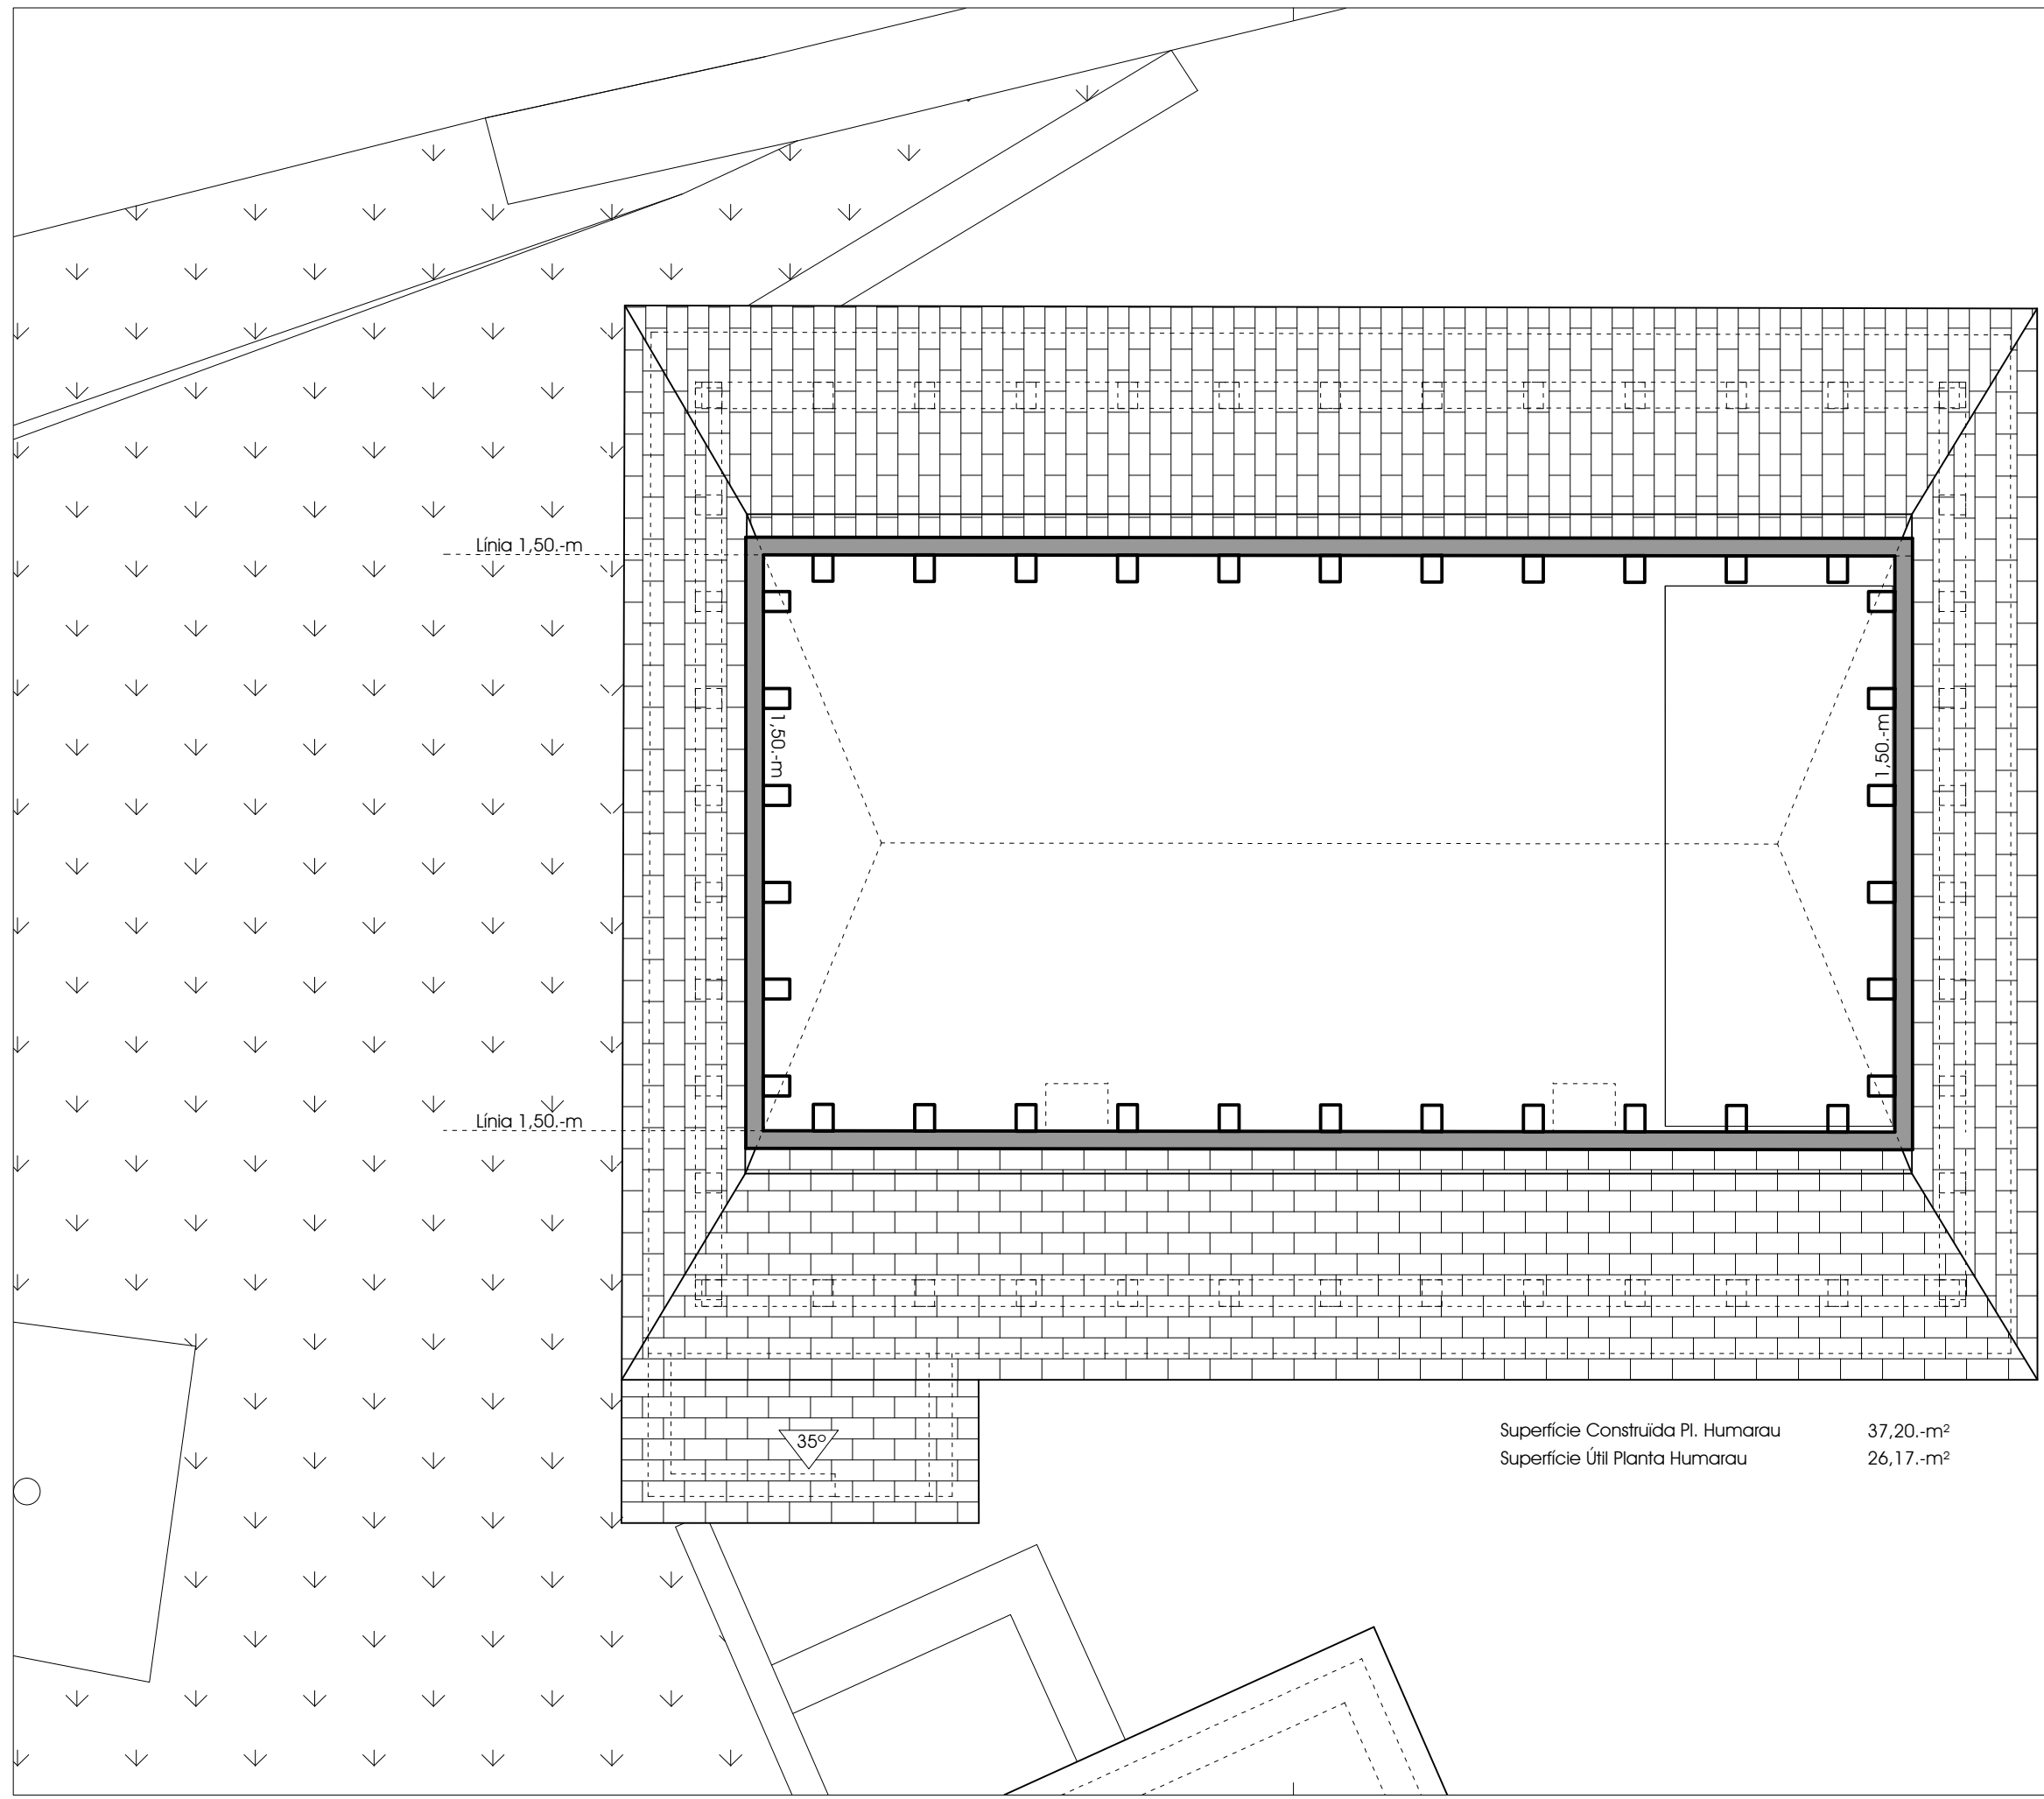 Línia 1,50.-m
1,50.-m
1,50.-m
Línia 1,50.-m
35º
Superfície Construïda Pl. Humarau 37,20.-m²
Superfície Útil Planta Humarau 26,17.-m²